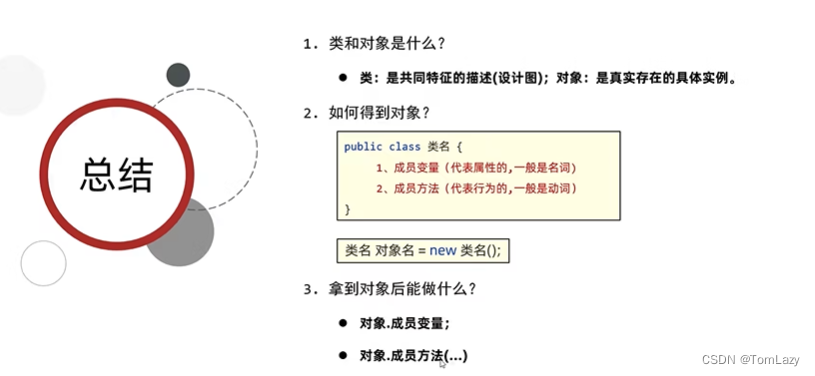 总结
1. 类和对象是什么?
● 类：是共同特征的描述(设计图)；对象：是真实存在的具体实例。
2. 如何得到对象?
public class 类名 {
1、成员变量（代表属性的,一般是名词）
2、成员方法（代表行为的,一般是动词）
}
类名 对象名 = new 类名();
3. 拿到对象后能做什么?
● 对象.成员变量；
● 对象.成员方法(...)
CSDN @TomLazy